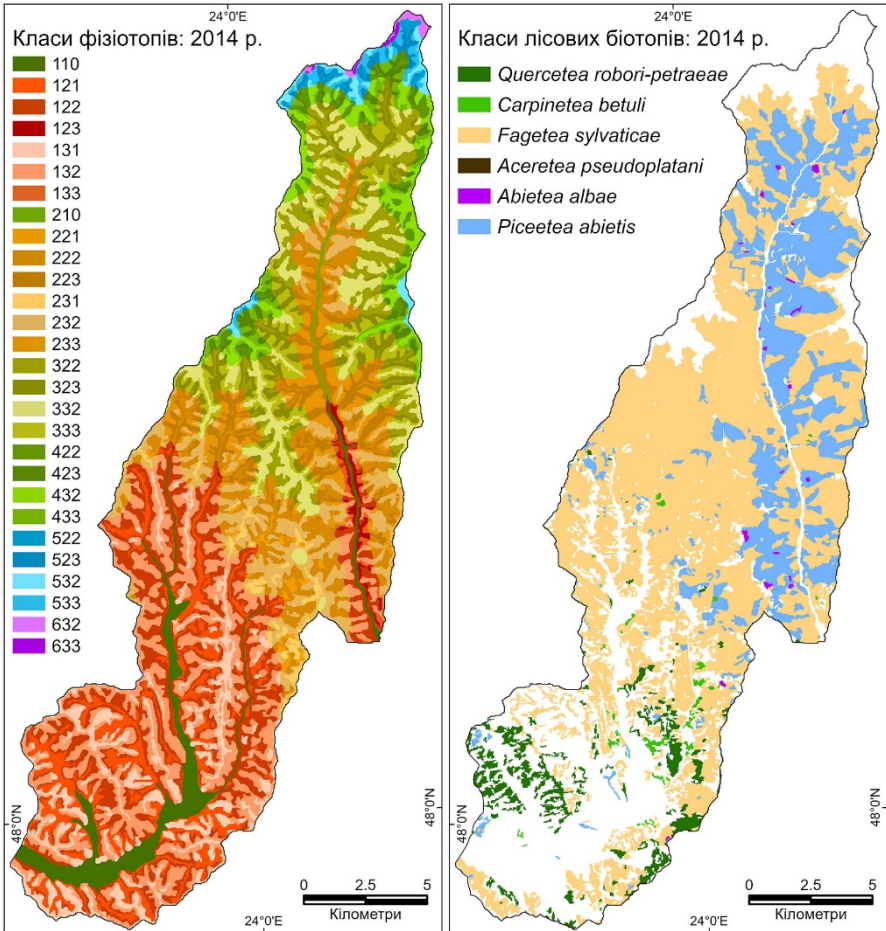 24°0'E
Класи фізіотопів: 2014 р.
110
121
122
123
131
132
133
210
221
222
223
231
232
233
322
323
332
333
422
423
432
433
522
523
532
533
632
633
48°0'N
48°0'N
0 2.5 5
Кілометри
24°0'E
24°0'E
Класи лісових біотопів: 2014 р.
Quercetea robori-petraeae
Carpinetea betuli
Fagetea sylvaticae
Aceretea pseudoplatani
Abietea albae
Piceetea abietis
48°0'N
48°0'N
0 2.5 5
Кілометри
24°0'E